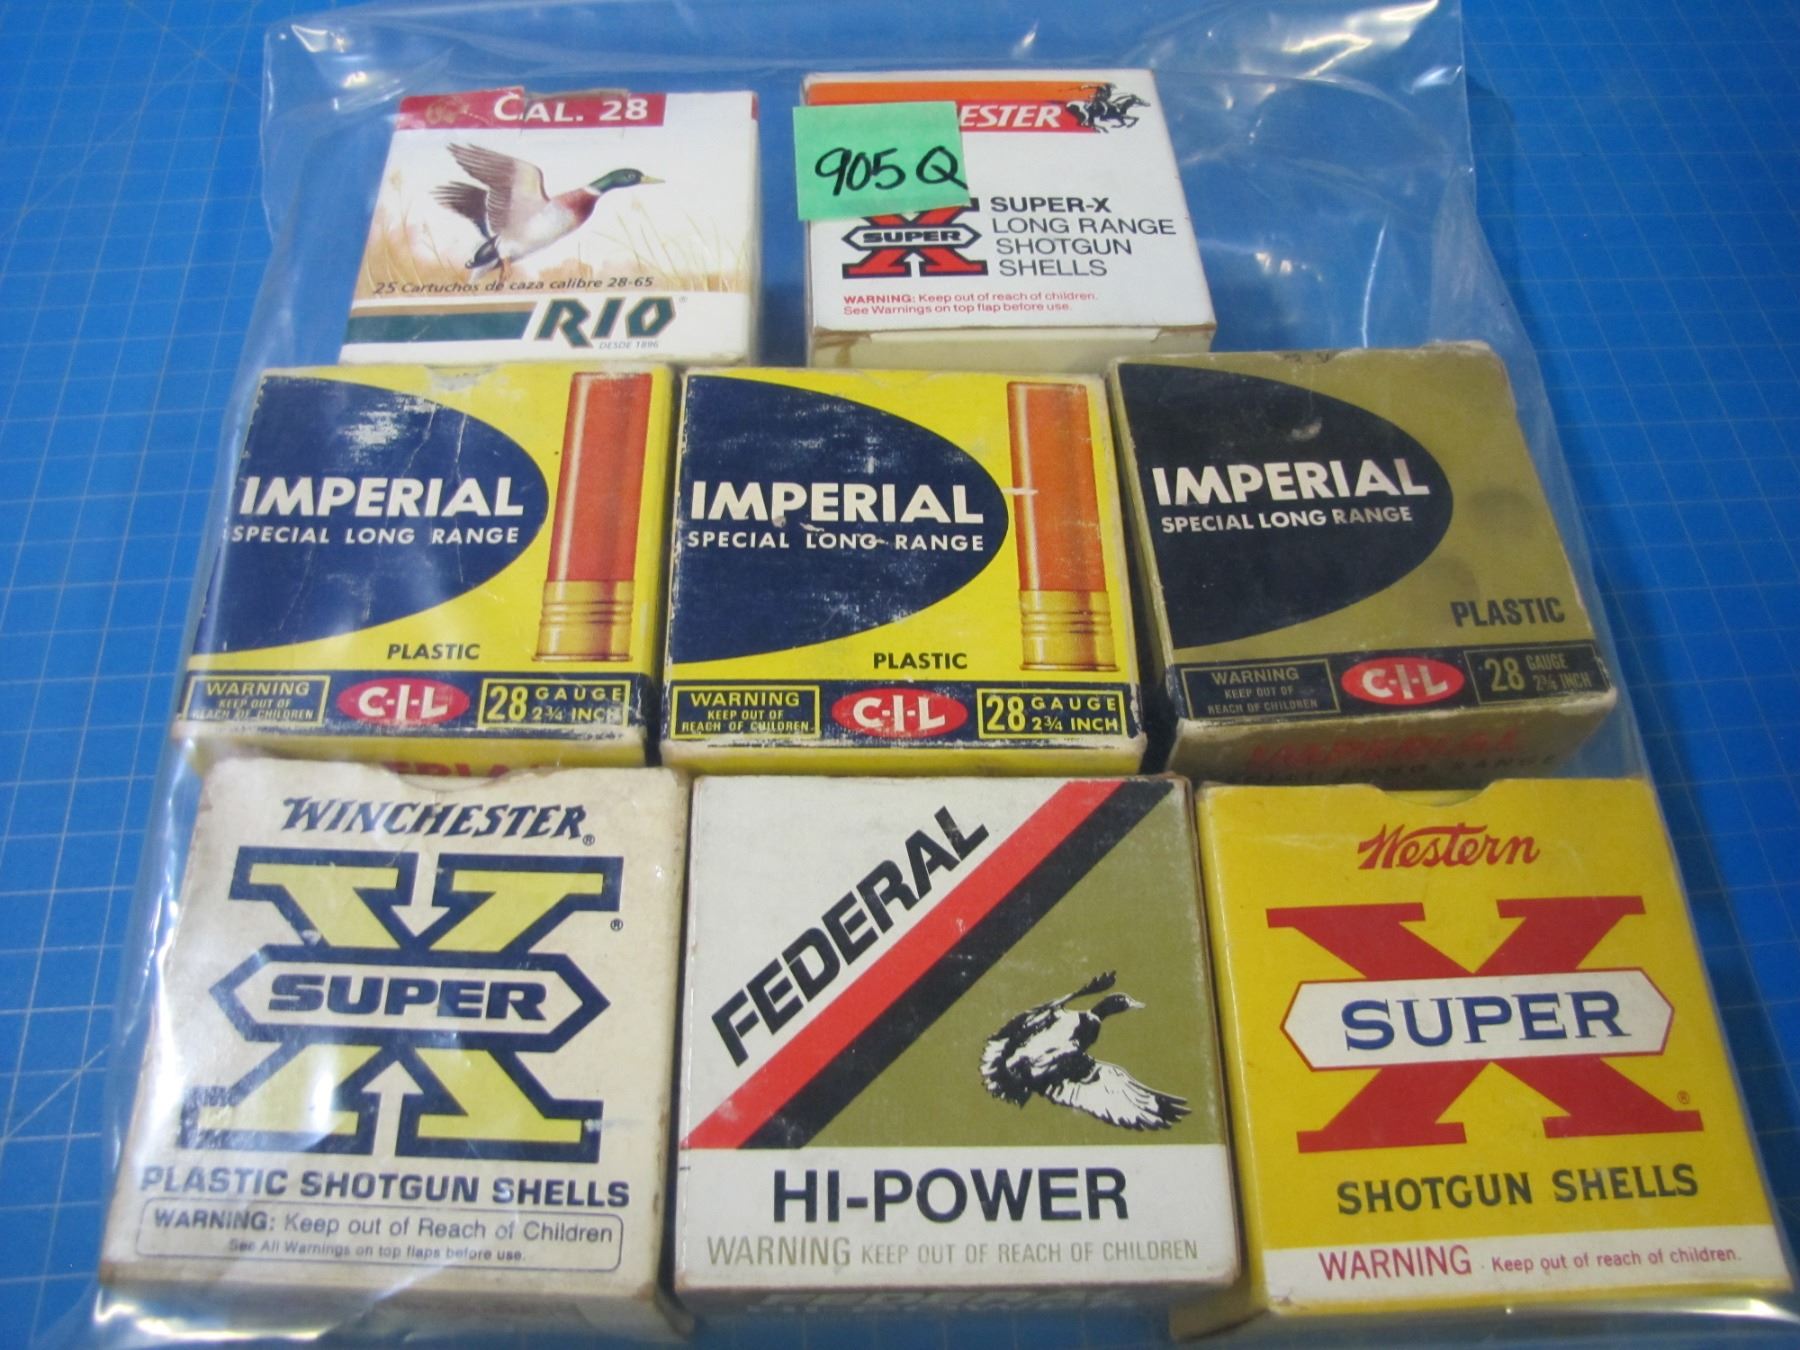 CAL. 28
25 Cartuchos de caza calibre 28-65
RIO®
DESDE 1896
ESTER
905 Q
SUPER
SUPER-X
LONG RANGE
SHOTGUN
SHELLS
WARNING: Keep out of reach of children.
See Warnings on top flap before use.
IMPERIAL
SPECIAL LONG RANGE
PLASTIC
WARNING
KEEP OUT OF
REACH OF CHILDREN
C-I-L
28 GAUGE
2¾ INCH
IMPERIAL
SPECIAL LONG RANGE
PLASTIC
WARNING
KEEP OUT OF
REACH OF CHILDREN
C-I-L
28 GAUGE
2¾ INCH
IMPERIAL
SPECIAL LONG RANGE
PLASTIC
WARNING
KEEP OUT OF
REACH OF CHILDREN
C-I-L
28 GAUGE
2¾ INCH
IMPERIAL
SPECIAL LONG RANGE
WINCHESTER®
X®
SUPER
PLASTIC SHOTGUN SHELLS
WARNING: Keep out of Reach of Children
See All Warnings on top flaps before use.
FEDERAL
HI-POWER
WARNING KEEP OUT OF REACH OF CHILDREN
FEDERAL
Western
X®
SUPER
SHOTGUN SHELLS
WARNING · Keep out of reach of children.